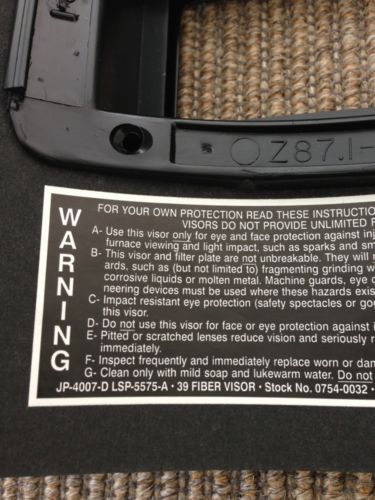 Z87.1-
WARNING
FOR YOUR OWN PROTECTION READ THESE INSTRUCTIO
VISORS DO NOT PROVIDE UNLIMITED
A- Use this visor only for eye and face protection against inj
furnace viewing and light impact, such as sparks and sm
B- This visor and filter plate are not unbreakable. They will
ards, such as (but not limited to) fragmenting grinding w
corrosive liquids or molten metal. Machine guards, eye
neering devices must be used where these hazards exis
C- Impact resistant eye protection (safety spectacles or go
this visor.
D- Do not use this visor for face or eye protection against
E- Pitted or scratched lenses reduce vision and seriously r
immediately.
F- Inspect frequently and immediately replace worn or dam
G- Clean only with mild soap and lukewarm water. Do not
JP-4007-D LSP-5575-A • 39 FIBER VISOR • Stock No. 0754-0032 •